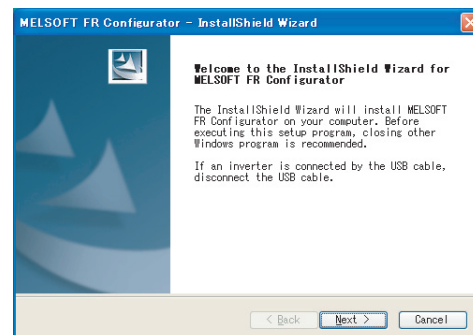 MELSOFT FR Configurator - InstallShield Wizard
Welcome to the InstallShield Wizard for
MELSOFT FR Configurator
The InstallShield Wizard will install MELSOFT
FR Configurator on your computer. Before
executing this setup program, closing other
Windows program is recommended.
If an inverter is connected by the USB cable,
disconnect the USB cable.
< Back Next > Cancel